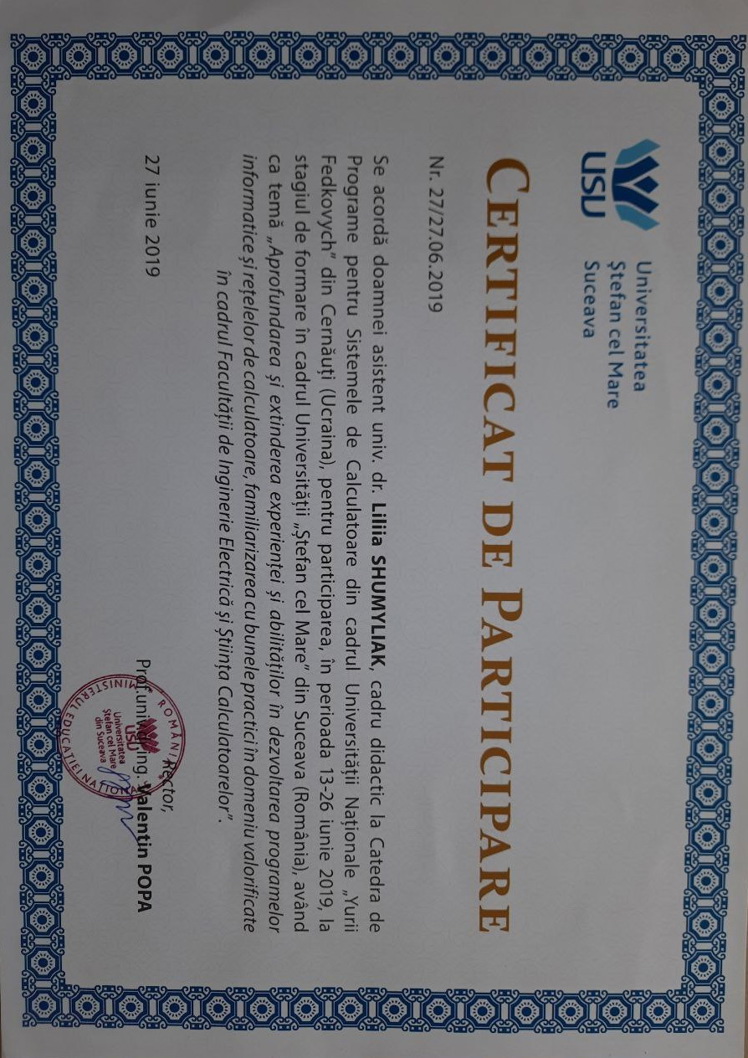 USU
Universitatea
Ștefan cel Mare
Suceava
CERTIFICAT DE PARTICIPARE
Nr. 27/27.06.2019
Se acordă doamnei asistent univ. dr. Liliia SHUMYLIAK, cadru didactic la Catedra de
Programe pentru Sistemele de Calculatoare din cadrul Universității Naționale „Yurii
Fedkovych” din Cernăuți (Ucraina), pentru participarea, în perioada 13-26 iunie 2019, la
stagiul de formare în cadrul Universității „Ștefan cel Mare” din Suceava (România), având
ca temă „Aprofundarea și extinderea experienței și abilităților în dezvoltarea programelor
informatice și rețelelor de calculatoare, familiarizarea cu bunele practici în domeniu valorificate
în cadrul Facultății de Inginerie Electrică și Știința Calculatoarelor”.
27 iunie 2019
Rector,
Prof.univ. ing. Valentin POPA
ROMÂNIA
MINISTERUL EDUCAȚIEI
USU
Universitatea
Ștefan cel Mare
din Suceava